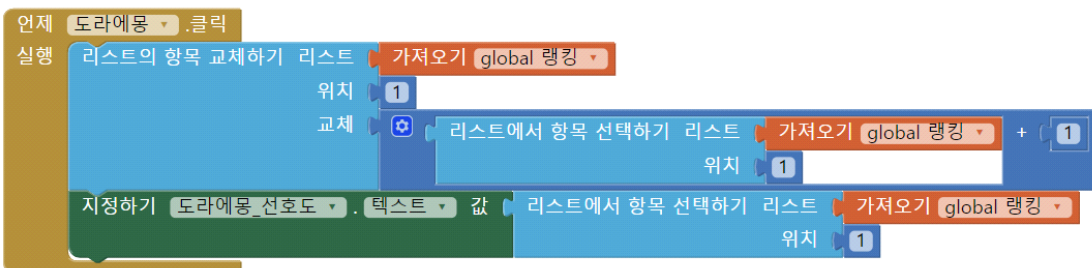 언제 도라에몽 .클릭
실행 리스트의 항목 교체하기 리스트 가져오기 global 랭킹
위치 1
교체 리스트에서 항목 선택하기 리스트 가져오기 global 랭킹 + 1
위치 1
지정하기 도라에몽_선호도 . 텍스트 값 리스트에서 항목 선택하기 리스트 가져오기 global 랭킹
위치 1